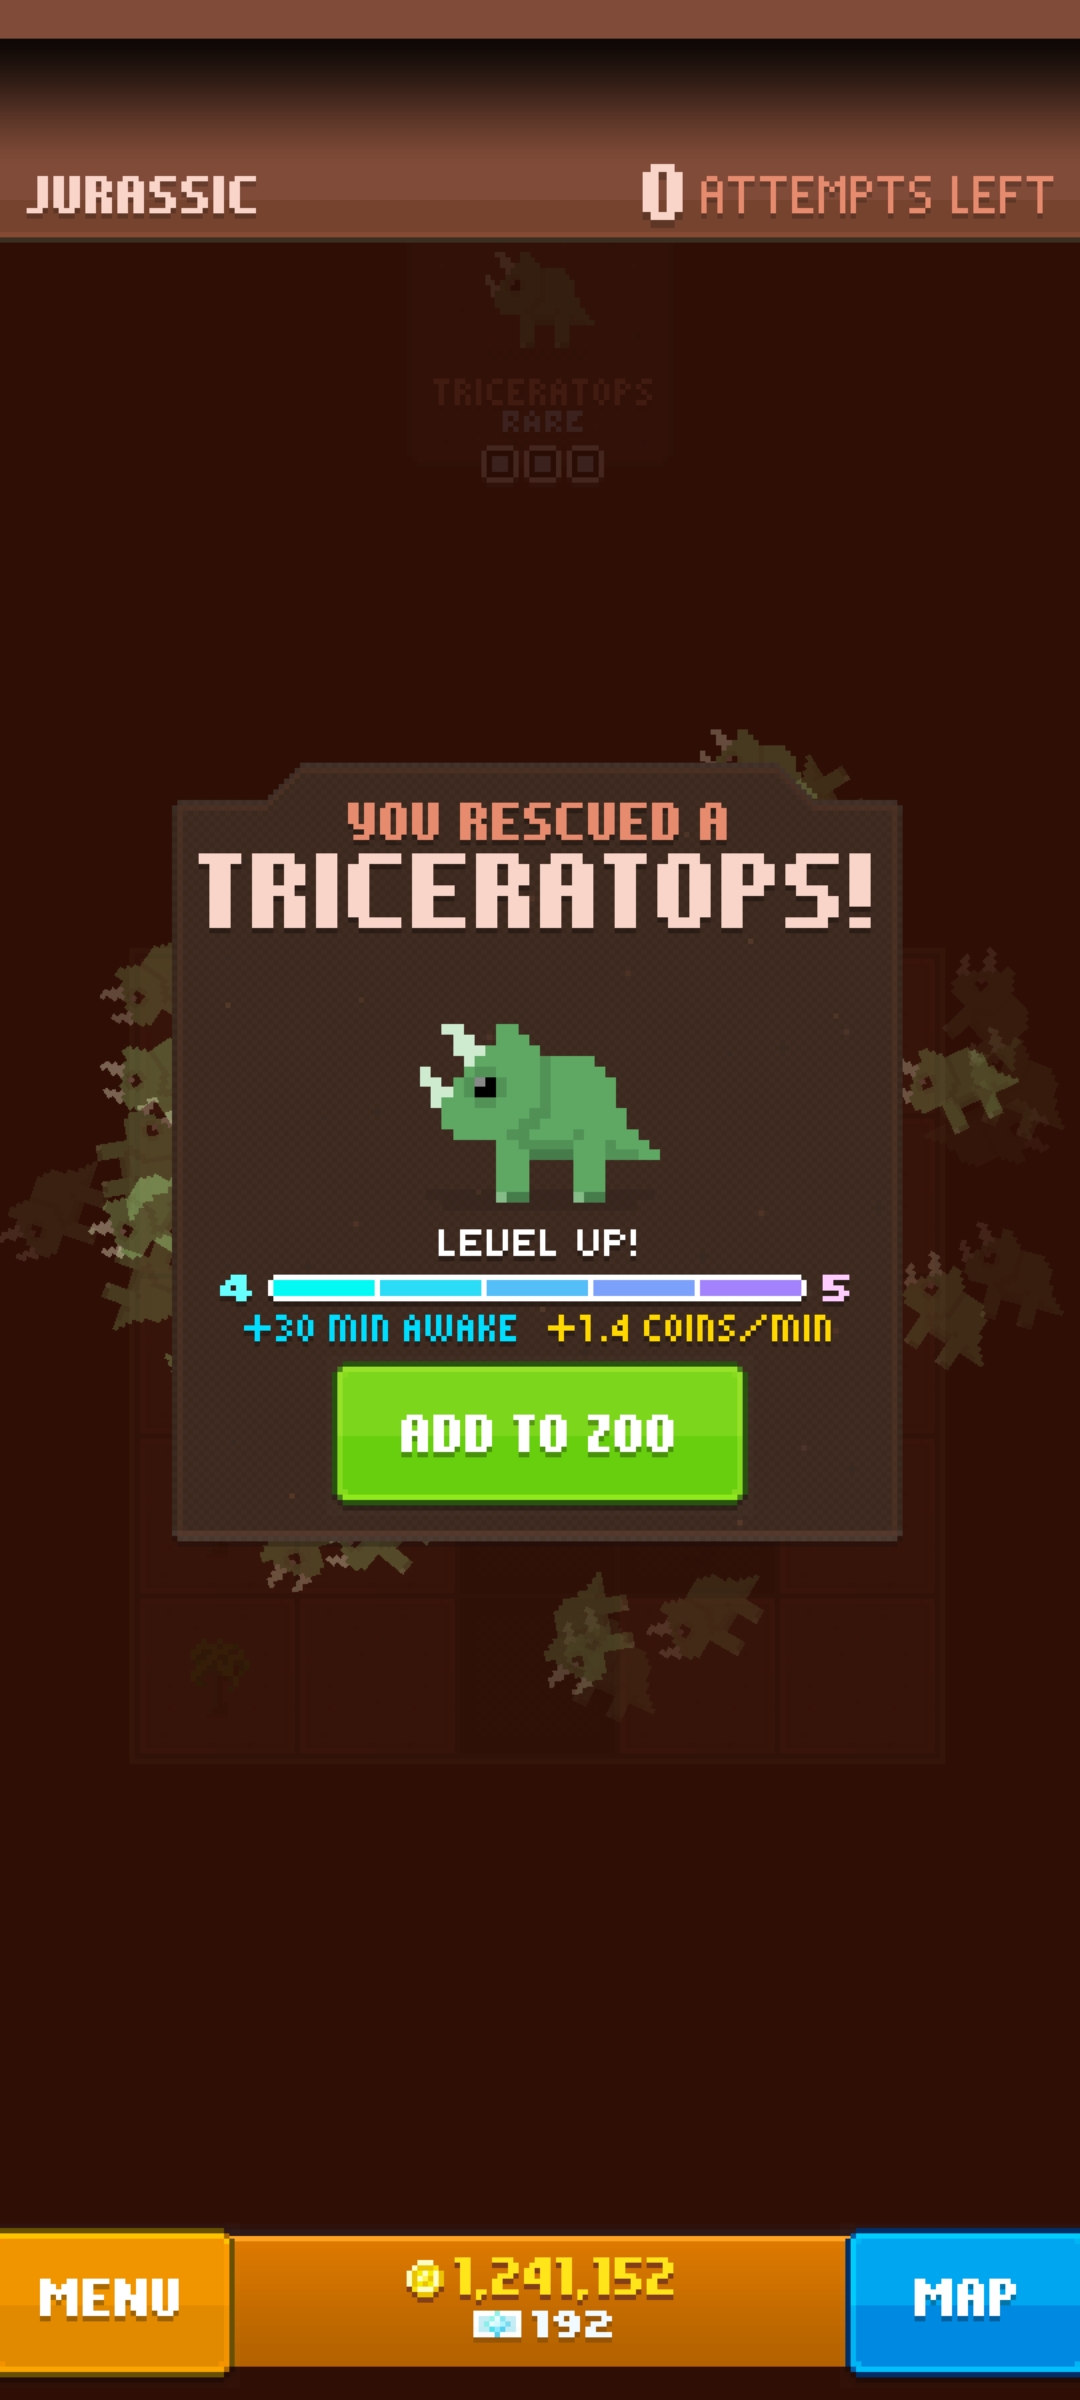 JURASSIC
0 ATTEMPTS LEFT
TRICERATOPS
RARE
YOU RESCUED A
TRICERATOPS!
LEVEL UP!
4 5
+30 MIN AWAKE +1.4 COINS/MIN
ADD TO ZOO
MENU
1,241,152
192
MAP